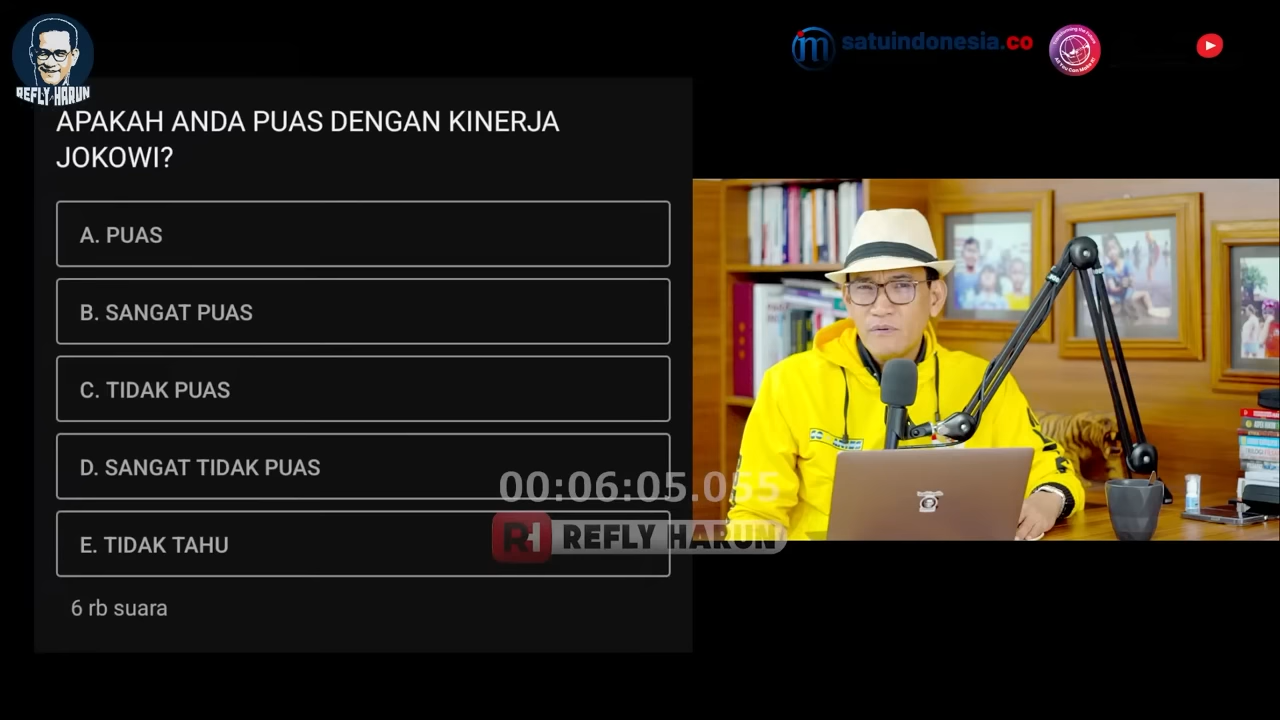 REFLY HARUN
satuindonesia.co
APAKAH ANDA PUAS DENGAN KINERJA
JOKOWI?
A. PUAS
B. SANGAT PUAS
C. TIDAK PUAS
D. SANGAT TIDAK PUAS
00:06:05.055
RH REFLY HARUN
E. TIDAK TAHU
6 rb suara